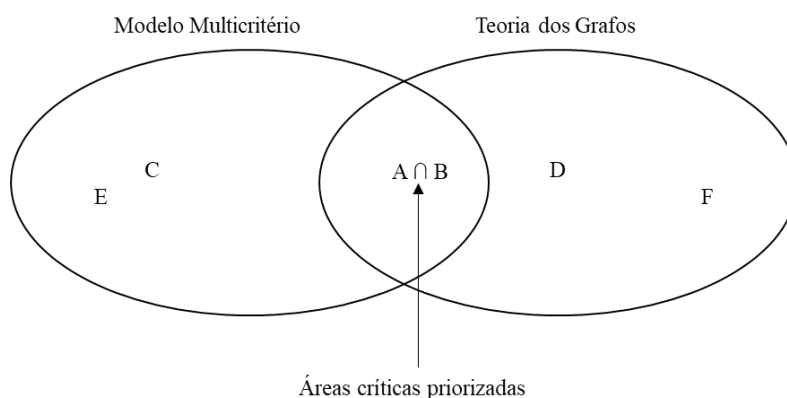 Modelo Multicritério
Teoria dos Grafos
C
E
A ∩ B
D
F
Áreas críticas priorizadas